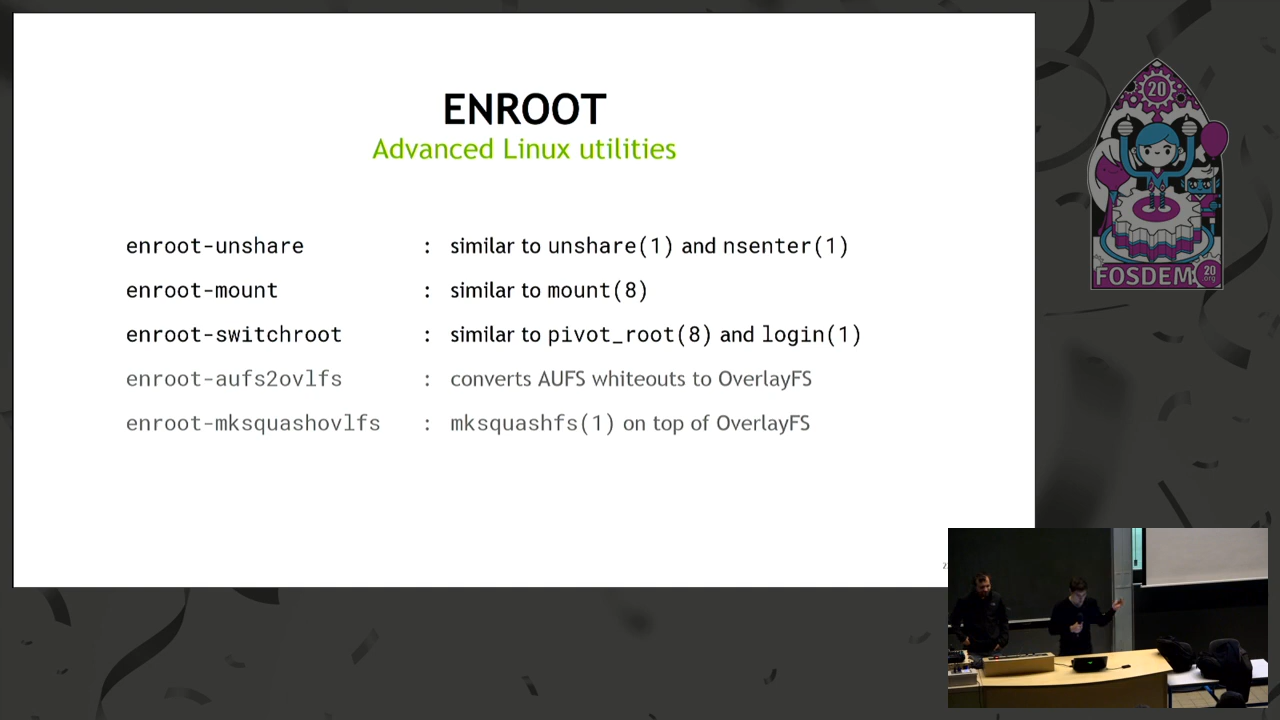 ENROOT
Advanced Linux utilities
enroot-unshare : similar to unshare(1) and nsenter(1)
enroot-mount : similar to mount(8)
enroot-switchroot : similar to pivot_root(8) and login(1)
enroot-aufs2ovlfs : converts AUFS whiteouts to OverlayFS
enroot-mksquashovlfs : mksquashfs(1) on top of OverlayFS
20
FOSDEM
20
org